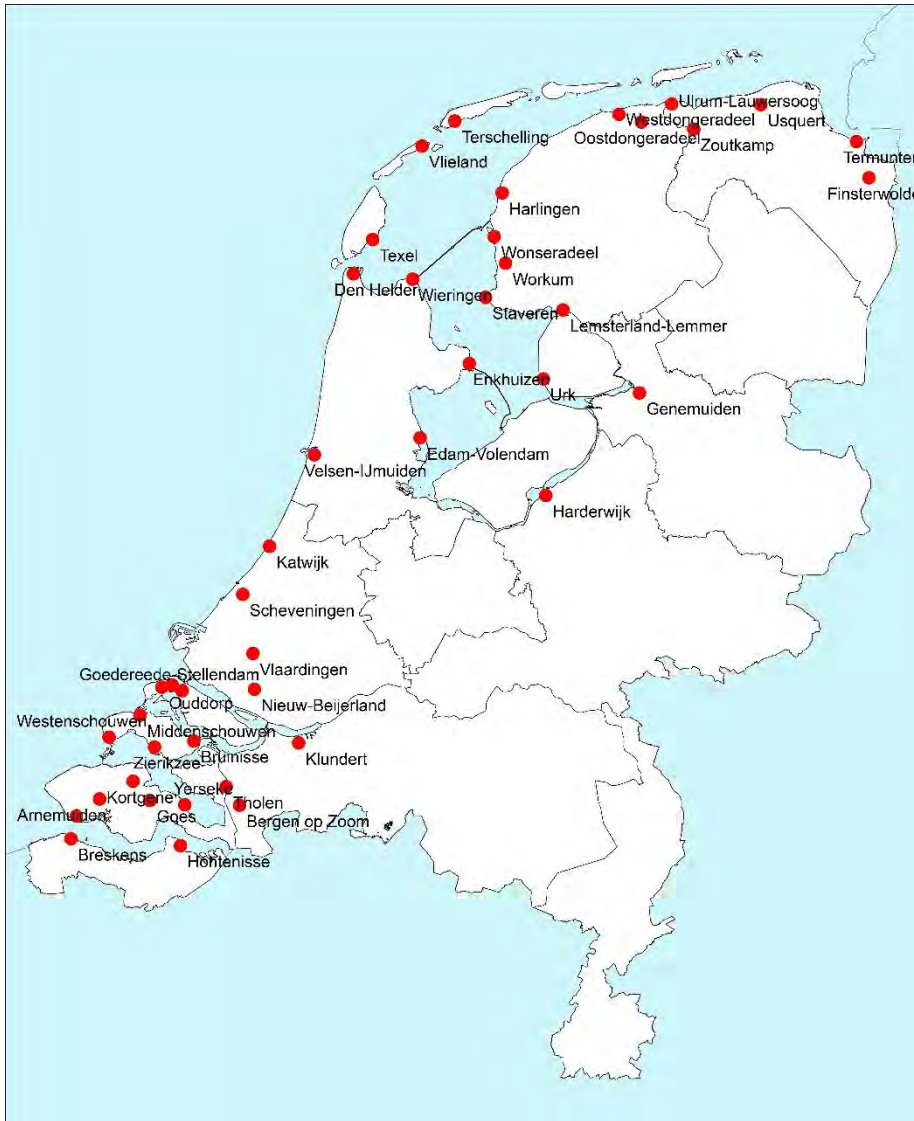 Ulrum-Lauwersoog
Usquert
Westdongeradeel
Terschelling
Oostdongeradeel
Zoutkamp
Termunten
Vlieland
Finsterwolde
Harlingen
Wonseradeel
Texel
Workum
Den Helder
Wieringen
Staveren
Lemsterland-Lemmer
Enkhuizen
Urk
Genemuiden
Edam-Volendam
Velsen-IJmuiden
Harderwijk
Katwijk
Scheveningen
Vlaardingen
Goedereede-Stellendam
Ouddorp
Nieuw-Beijerland
Westenschouwen
Middenschouwen
Bruinisse
Klundert
Zierikzee
Yerseke
Kortgene
Tholen
Goes
Arnemuiden
Bergen op Zoom
Breskens
Hontenisse